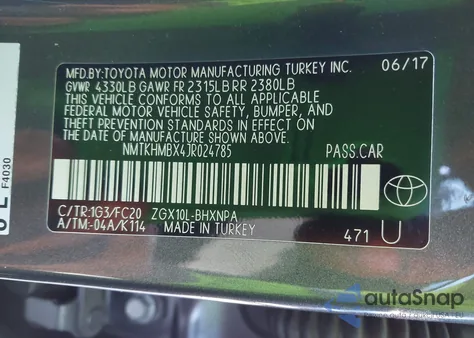 MFD.BY:TOYOTA MOTOR MANUFACTURING TURKEY INC. 06/17
GVWR 4330LB GAWR FR 2315LB RR 2380LB
THIS VEHICLE CONFORMS TO ALL APPLICABLE
FEDERAL MOTOR VEHICLE SAFETY, BUMPER, AND
THEFT PREVENTION STANDARDS IN EFFECT ON
THE DATE OF MANUFACTURE SHOWN ABOVE.
NMTKHMBX4JR024785 PASS.CAR
C/TR:1G3/FC20 ZGX10L-BHXNPA
A/TM:-04A/K114 MADE IN TURKEY 471 U
F4030
autoSnap